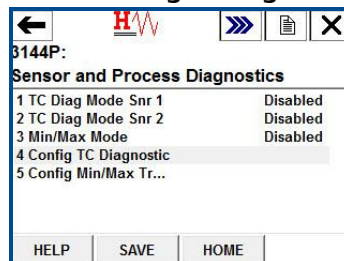 H
3144P:
Sensor and Process Diagnostics
1 TC Diag Mode Snr 1 Disabled
2 TC Diag Mode Snr 2 Disabled
3 Min/Max Mode Disabled
4 Config TC Diagnostic
5 Config Min/Max Tr...
HELP SAVE HOME